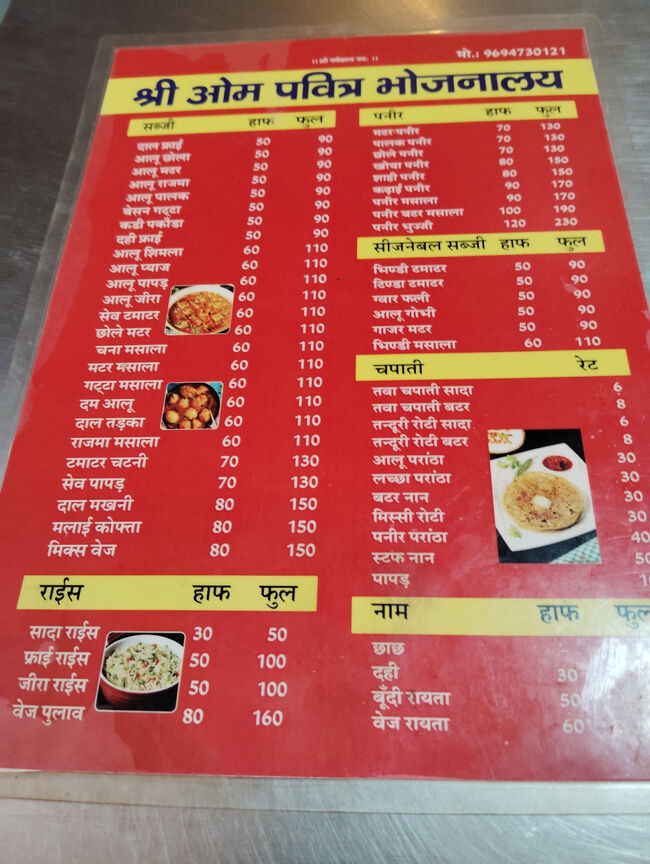 ।। श्री गणेशाय नमः ।।
मो.: 9694730121
श्री ओम पवित्र भोजनालय
सब्जी हाफ फुल
दाल फ्राई 50 90
आलू छोला 50 90
आलू मटर 50 90
आलू राजमा 50 90
आलू पालक 50 90
बेसन गट्टा 50 90
कडी पकोडा 50 90
दही फ्राई 50 90
आलू शिमला 60 110
आलू प्याज 60 110
आलू पापड़ 60 110
आलू जीरा 60 110
सेव टमाटर 60 110
छोले मटर 60 110
चना मसाला 60 110
मटर मसाला 60 110
गट्टा मसाला 60 110
दम आलू 60 110
दाल तड़का 60 110
राजमा मसाला 60 110
टमाटर चटनी 70 130
सेव पापड़ 70 130
दाल मखनी 80 150
मलाई कोफ्ता 80 150
मिक्स वेज 80 150
राईस हाफ फुल
सादा राईस 30 50
फ्राई राईस 50 100
जीरा राईस 50 100
वेज पुलाव 80 160
पनीर हाफ फुल
मटर पनीर 70 130
पालक पनीर 70 130
छोले पनीर 70 130
खोया पनीर 80 150
शाही पनीर 80 150
कढ़ाई पनीर 90 170
पनीर मसाला 90 170
पनीर बटर मसाला 100 190
पनीर भुज्जी 120 230
सीजनेबल सब्जी हाफ फुल
भिण्डी टमाटर 50 90
टिण्डा टमाटर 50 90
ग्वार फली 50 90
आलू गोभी 50 90
गाजर मटर 50 90
भिण्डी मसाला 60 110
चपाती रेट
तवा चपाती सादा 6
तवा चपाती बटर 8
तन्दूरी रोटी सादा 6
तन्दूरी रोटी बटर 8
आलू परांठा 30
लच्छा परांठा 30
बटर नान 30
मिस्सी रोटी 30
पनीर परांठा 40
स्टफ नान 50
पापड़
नाम हाफ फुल
छाछ
दही 30
बूँदी रायता 50
वेज रायता 60